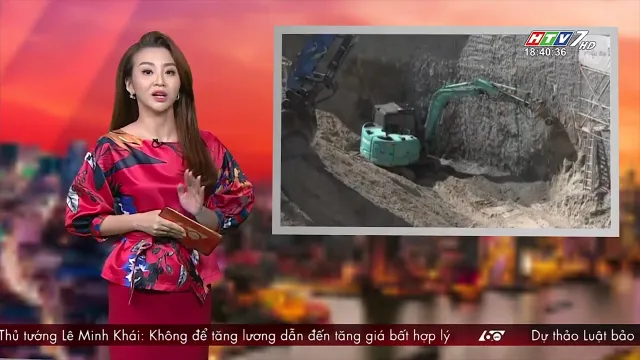 HTV7 HD
18:40:36
Thủ tướng Lê Minh Khái: Không để tăng lương dẫn đến tăng giá bất hợp lý 60 Dự thảo Luật bảo